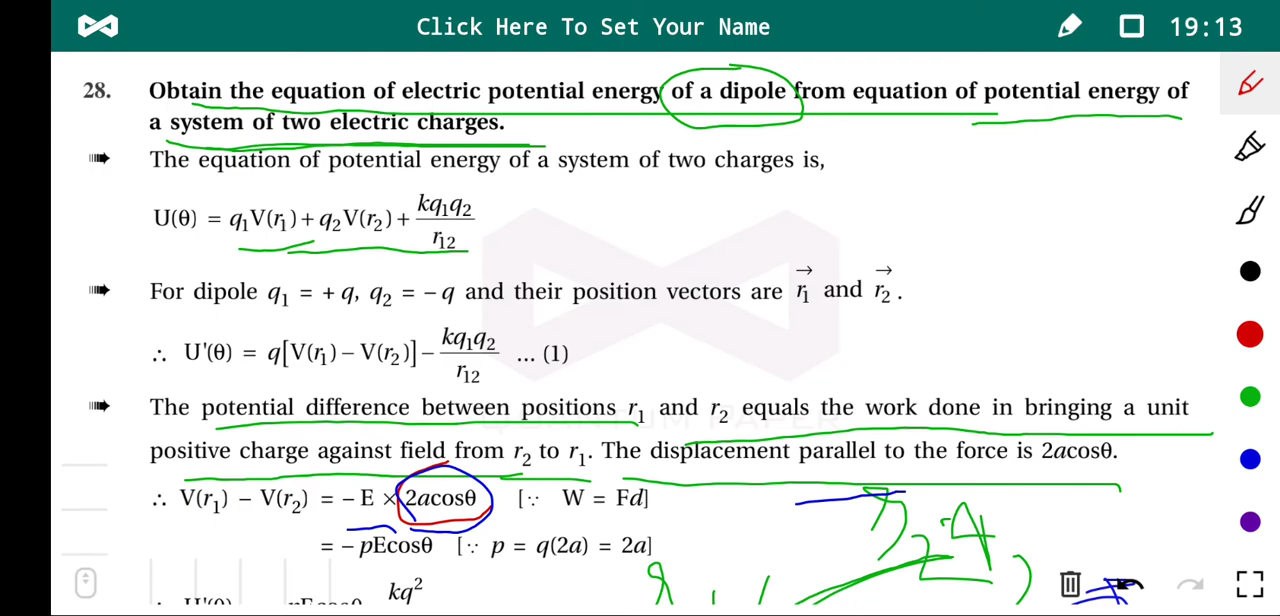 Click Here To Set Your Name
19:13
28. Obtain the equation of electric potential energy of a dipole from equation of potential energy of
a system of two electric charges.
➠ The equation of potential energy of a system of two charges is,
U(θ) = q₁V(r₁) + q₂V(r₂) + kq₁q₂/r₁₂
➠ For dipole q₁ = + q, q₂ = − q and their position vectors are r₁→ and r₂→.
∴ U'(θ) = q[V(r₁) − V(r₂)] − kq₁q₂/r₁₂ ... (1)
➠ The potential difference between positions r₁ and r₂ equals the work done in bringing a unit
positive charge against field from r₂ to r₁. The displacement parallel to the force is 2acosθ.
∴ V(r₁) − V(r₂) = − E × 2acosθ [∵ W = Fd]
= − pEcosθ [∵ p = q(2a) = 2a]
kq²